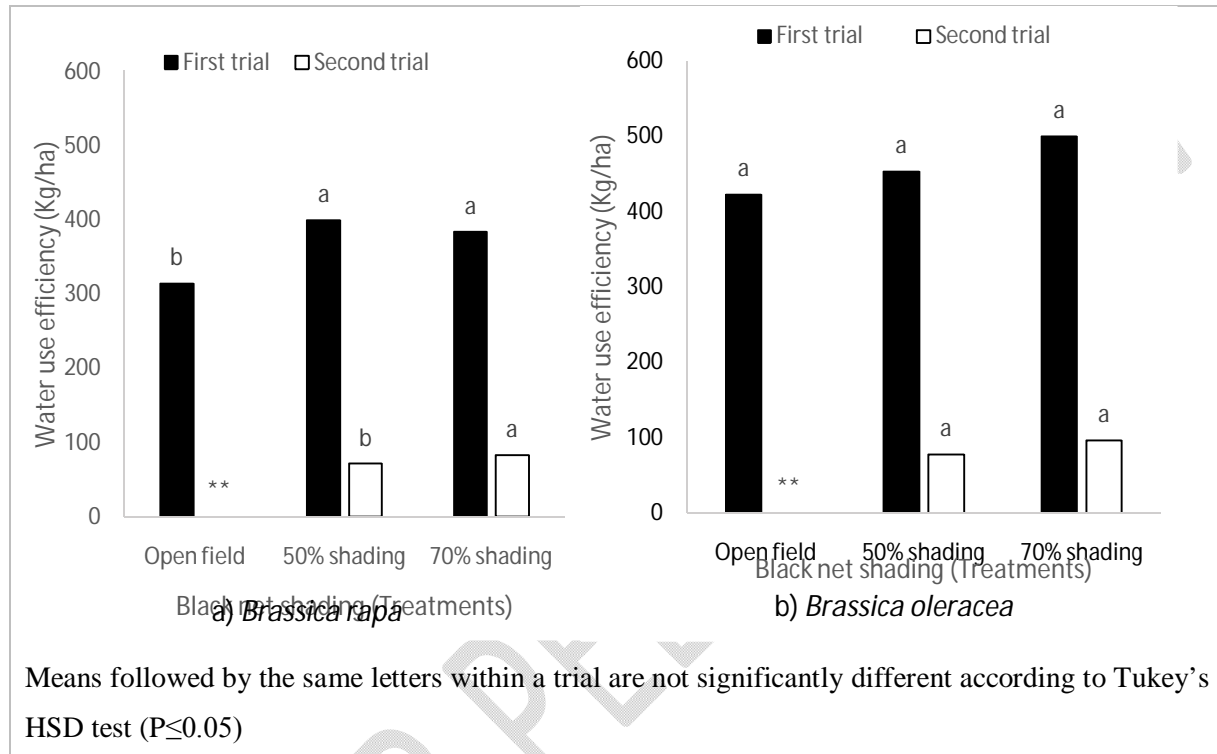 First trial Second trial
Water use efficiency (Kg/ha)
600
500
400
300
200
100
0
b
a
a
**
b
a
Open field 50% shading 70% shading
Black net shading (Treatments)
a) Brassica rapa
First trial Second trial
Water use efficiency (Kg/ha)
600
500
400
300
200
100
0
a
a
a
**
a
a
Open field 50% shading 70% shading
Black net shading (Treatments)
b) Brassica oleracea
Means followed by the same letters within a trial are not significantly different according to Tukey’s
HSD test (P≤0.05)